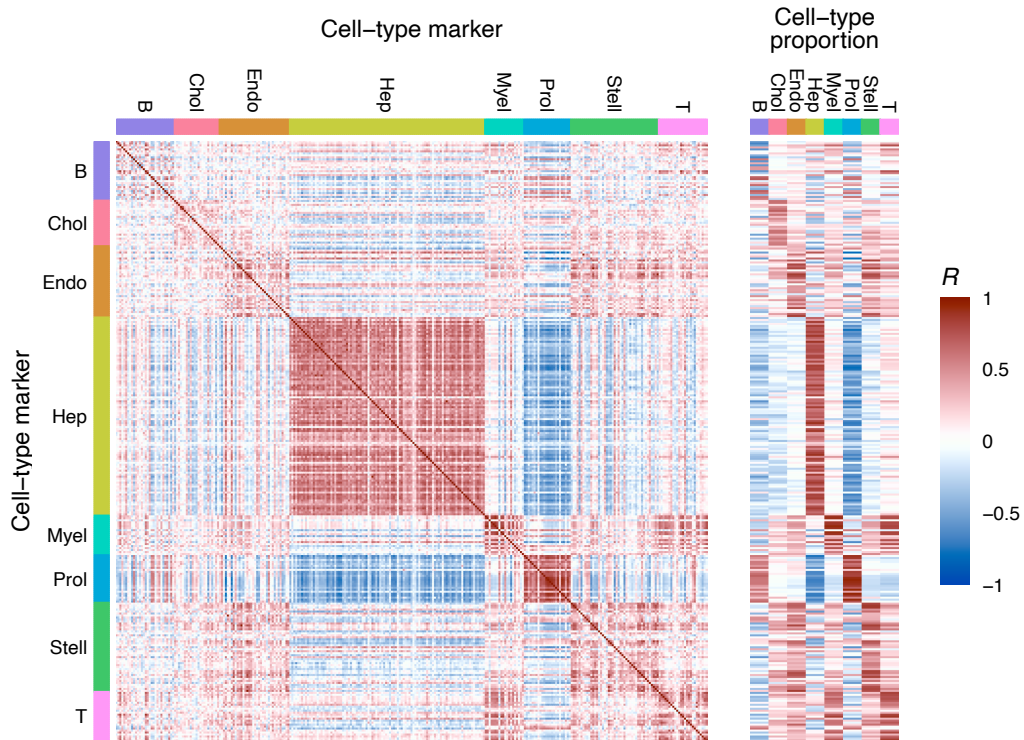 Cell−type marker
Cell−type
proportion
B Chol Endo Hep Myel Prol Stell T
B Chol Endo Hep Myel Prol Stell T
Cell−type marker
B
Chol
Endo
Hep
Myel
Prol
Stell
T
R
1
0.5
0
−0.5
−1